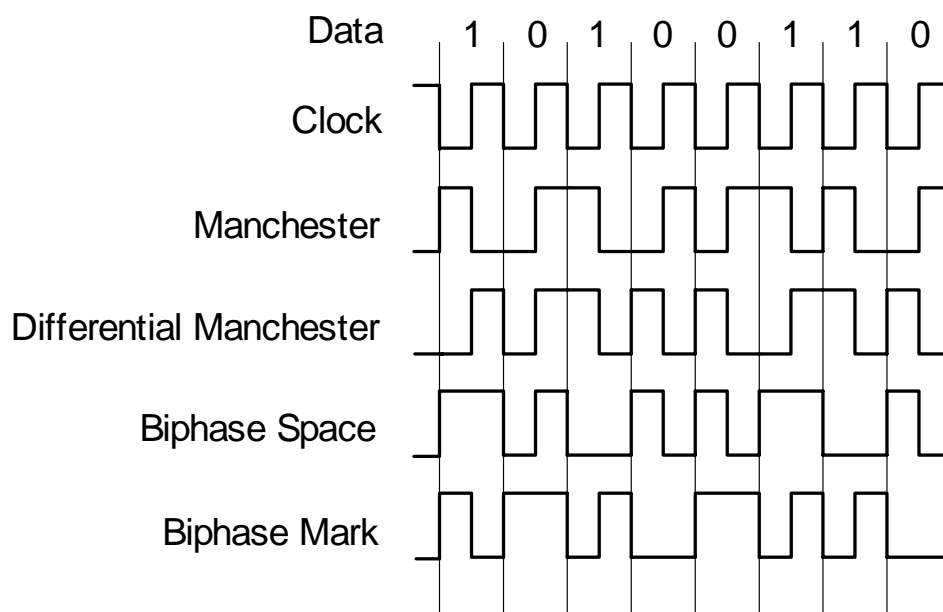 Data 1 0 1 0 0 1 1 0
Clock
Manchester
Differential Manchester
Biphase Space
Biphase Mark